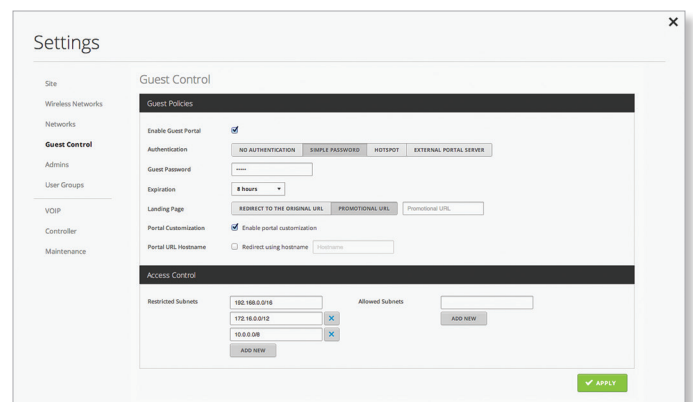 Settings
Site
Wireless Networks
Networks
Guest Control
Admins
User Groups
VOIP
Controller
Maintenance
Guest Control
Guest Policies
Enable Guest Portal
Authentication NO AUTHENTICATION SIMPLE PASSWORD HOTSPOT EXTERNAL PORTAL SERVER
Guest Password •••••
Expiration 8 hours
Landing Page REDIRECT TO THE ORIGINAL URL PROMOTIONAL URL Promotional URL
Portal Customization Enable portal customization
Portal URL Hostname Redirect using hostname Hostname
Access Control
Restricted Subnets 192.168.0.0/16 Allowed Subnets
172.16.0.0/12 ADD NEW
10.0.0.0/8
ADD NEW
APPLY